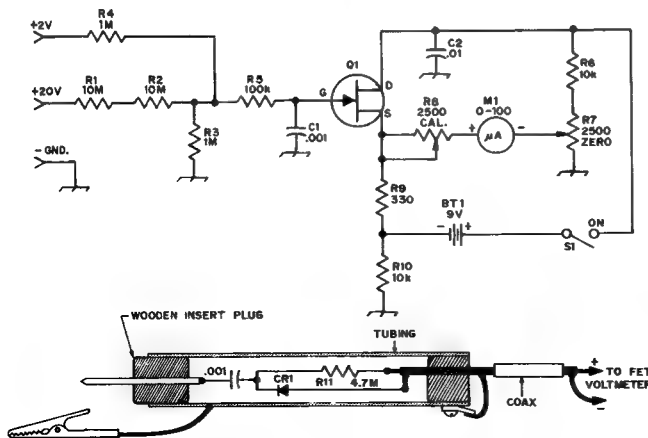 +2V
R4
1M
+20V
R1
10M
R2
10M
R3
1M
R5
100k
G
C1
.001
Q1
D
S
C2
.01
R8
2500
CAL.
M1
0-100
+
μA
-
R6
10k
R7
2500
ZERO
- GND.
R9
330
BT1
9V
- +
ON
S1
R10
10k
WOODEN INSERT PLUG
TUBING
.001
CR1
R11
4.7M
COAX
+
TO FET
VOLTMETER
-